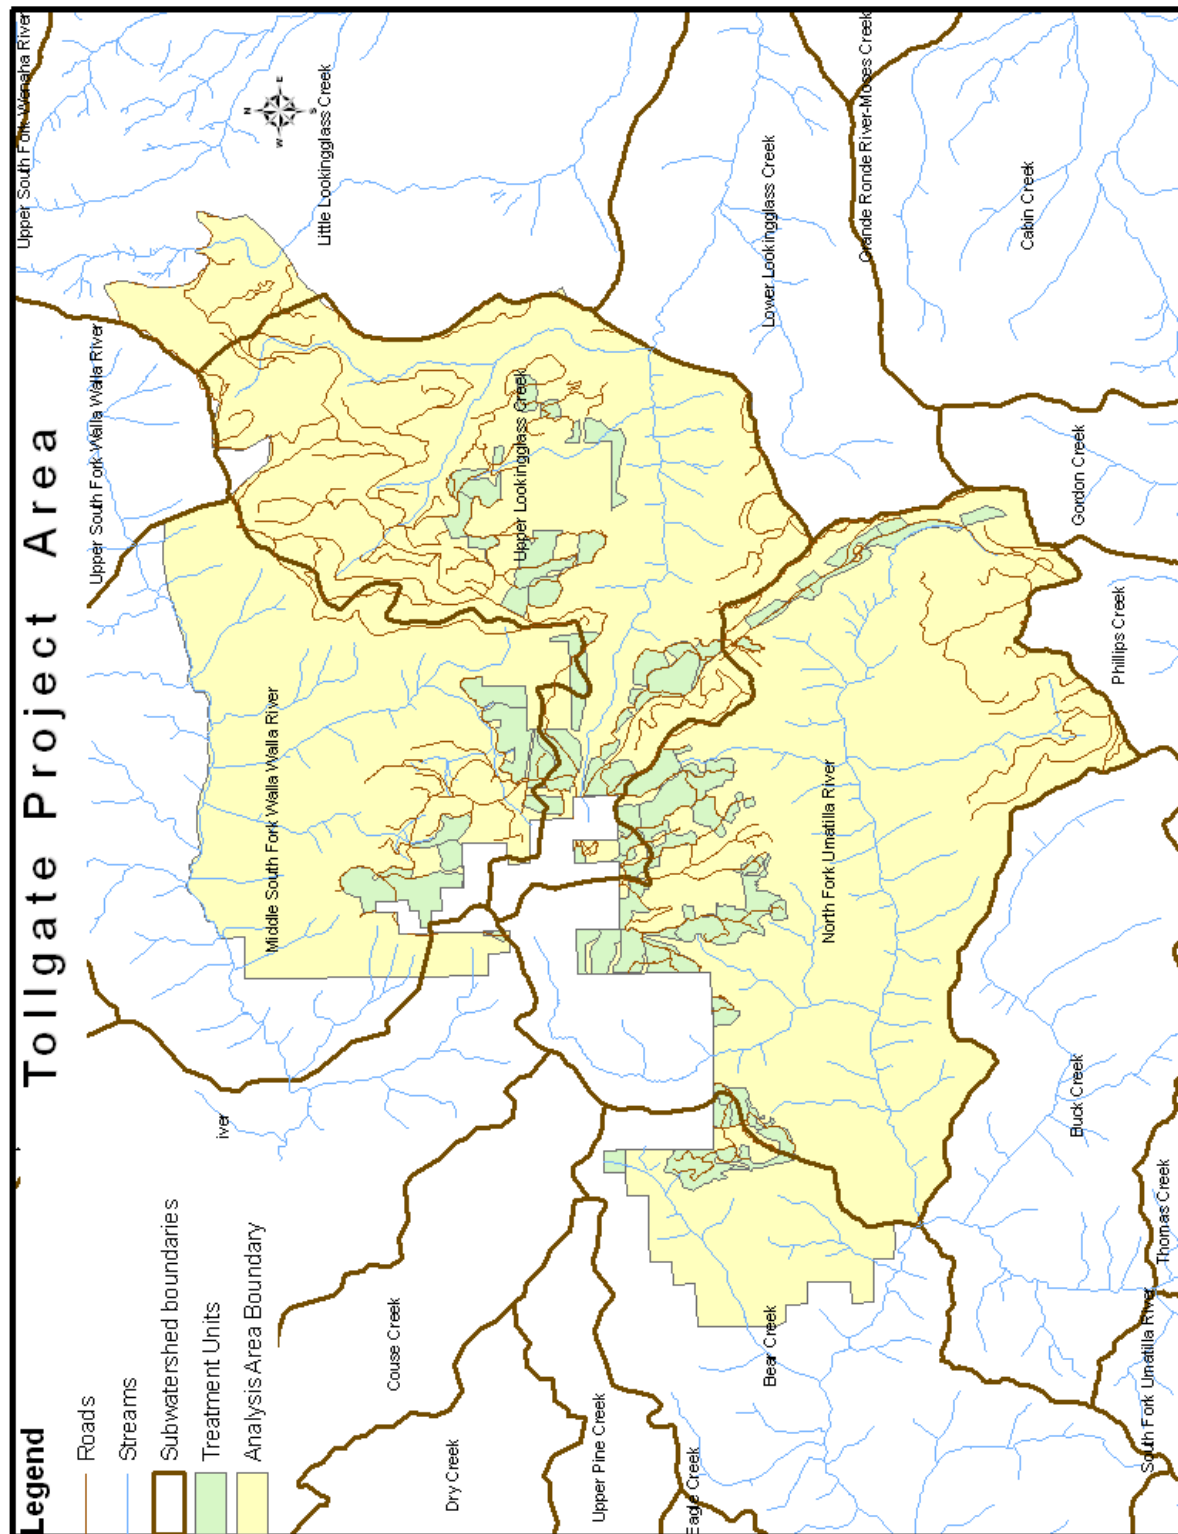 Tollgate Project Area
Legend
Roads
Streams
Subwatershed boundaries
Treatment Units
Analysis Area Boundary
Upper South Fork Wenaha River
Upper South Fork Walla Walla River
Little Lookingglass Creek
N
E
S
W
iver
Middle South Fork Walla Walla River
Upper Lookingglass Creek
Lower Lookingglass Creek
Grande Ronde River-Moses Creek
Cabin Creek
Couse Creek
Dry Creek
Upper Pine Creek
Eagle Creek
Bear Creek
North Fork Umatilla River
Gordon Creek
Phillips Creek
Buck Creek
Thomas Creek
South Fork Umatilla River